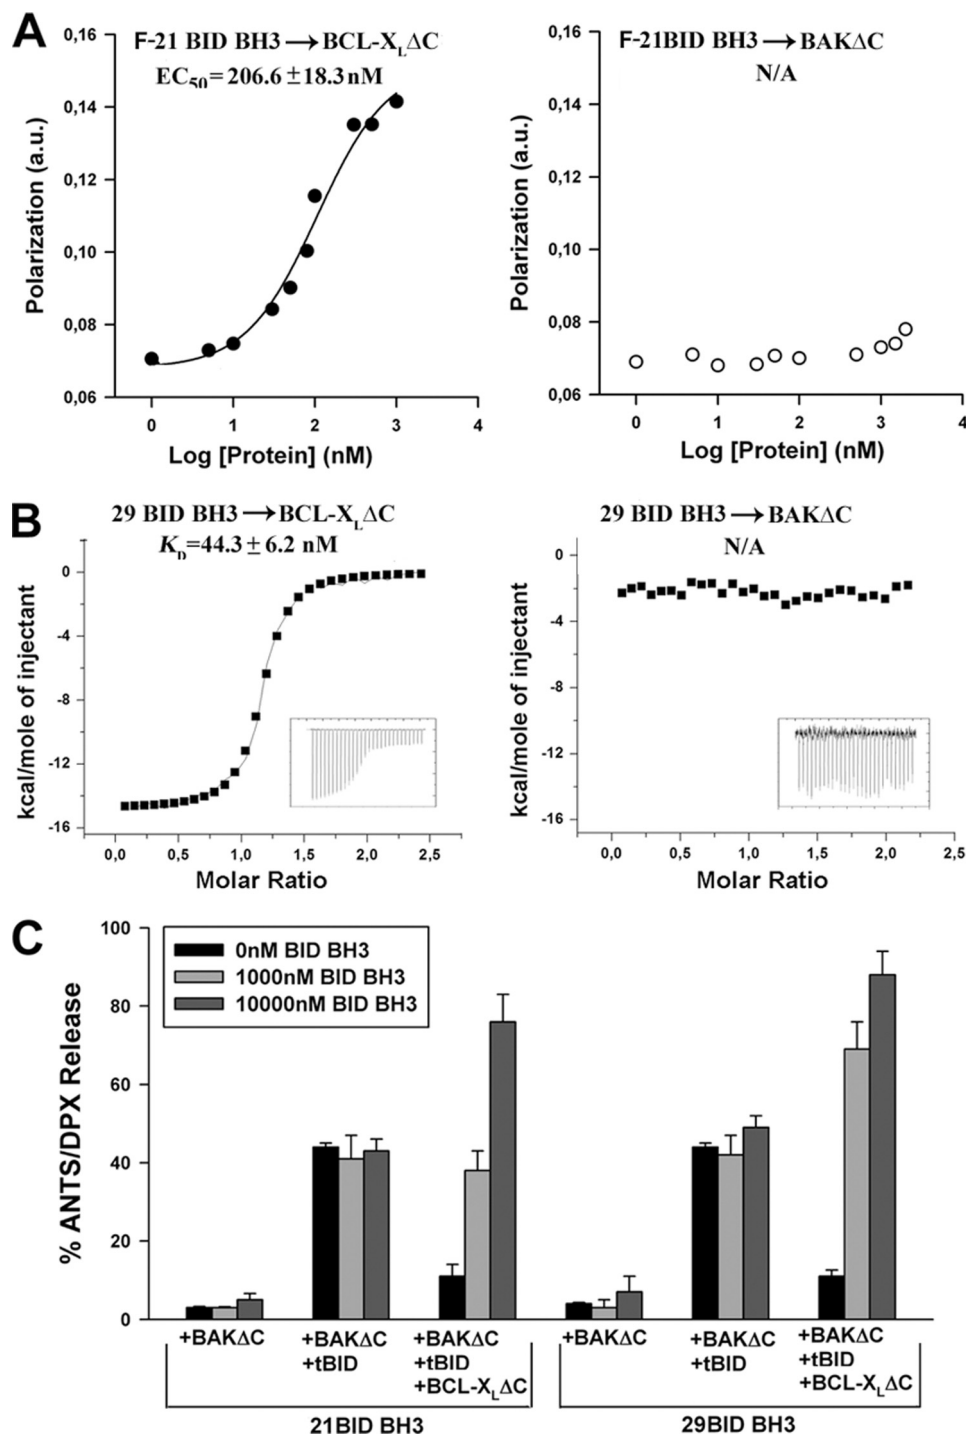 A
F-21 BID BH3→BCL-XLΔC
EC50=206.6±18.3nM
Polarization (a.u.)
0,16
0,14
0,12
0,10
0,08
0,06
0 1 2 3 4
Log [Protein] (nM)
F-21BID BH3→BAKΔC
N/A
Polarization (a.u.)
0,16
0,14
0,12
0,10
0,08
0,06
0 1 2 3 4
Log [Protein] (nM)
B
29 BID BH3→BCL-XLΔC
KD=44.3±6.2 nM
kcal/mole of injectant
0
-4
-8
-12
-16
0,0 0,5 1,0 1,5 2,0 2,5
Molar Ratio
29 BID BH3→BAKΔC
N/A
kcal/mole of injectant
0
-4
-8
-12
-16
0,0 0,5 1,0 1,5 2,0 2,5
Molar Ratio
C
% ANTS/DPX Release
100
80
60
40
20
0
0nM BID BH3
1000nM BID BH3
10000nM BID BH3
+BAKΔC
+BAKΔC
+tBID
+BAKΔC
+tBID
+BCL-XLΔC
21BID BH3
+BAKΔC
+BAKΔC
+tBID
+BAKΔC
+tBID
+BCL-XLΔC
29BID BH3